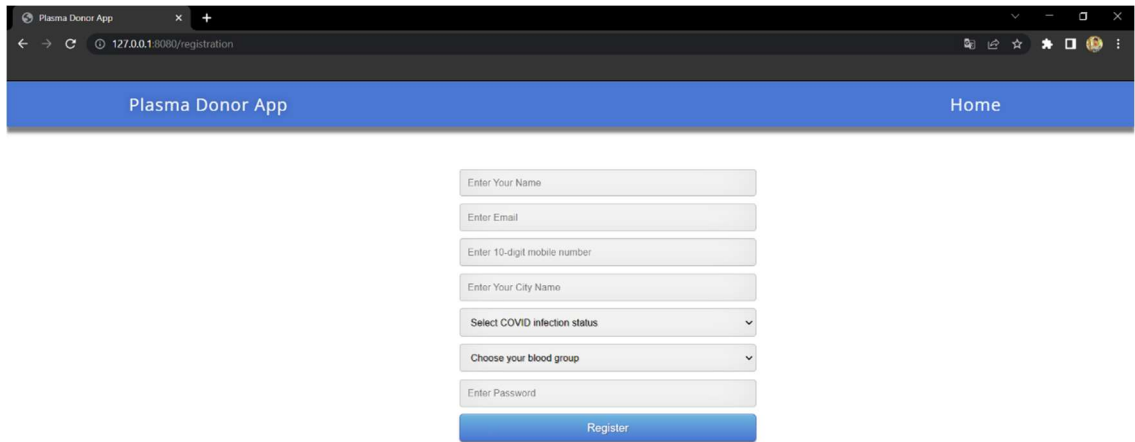 Plasma Donor App
127.0.0.1:8080/registration
Plasma Donor App Home
Enter Your Name
Enter Email
Enter 10-digit mobile number
Enter Your City Name
Select COVID infection status
Choose your blood group
Enter Password
Register